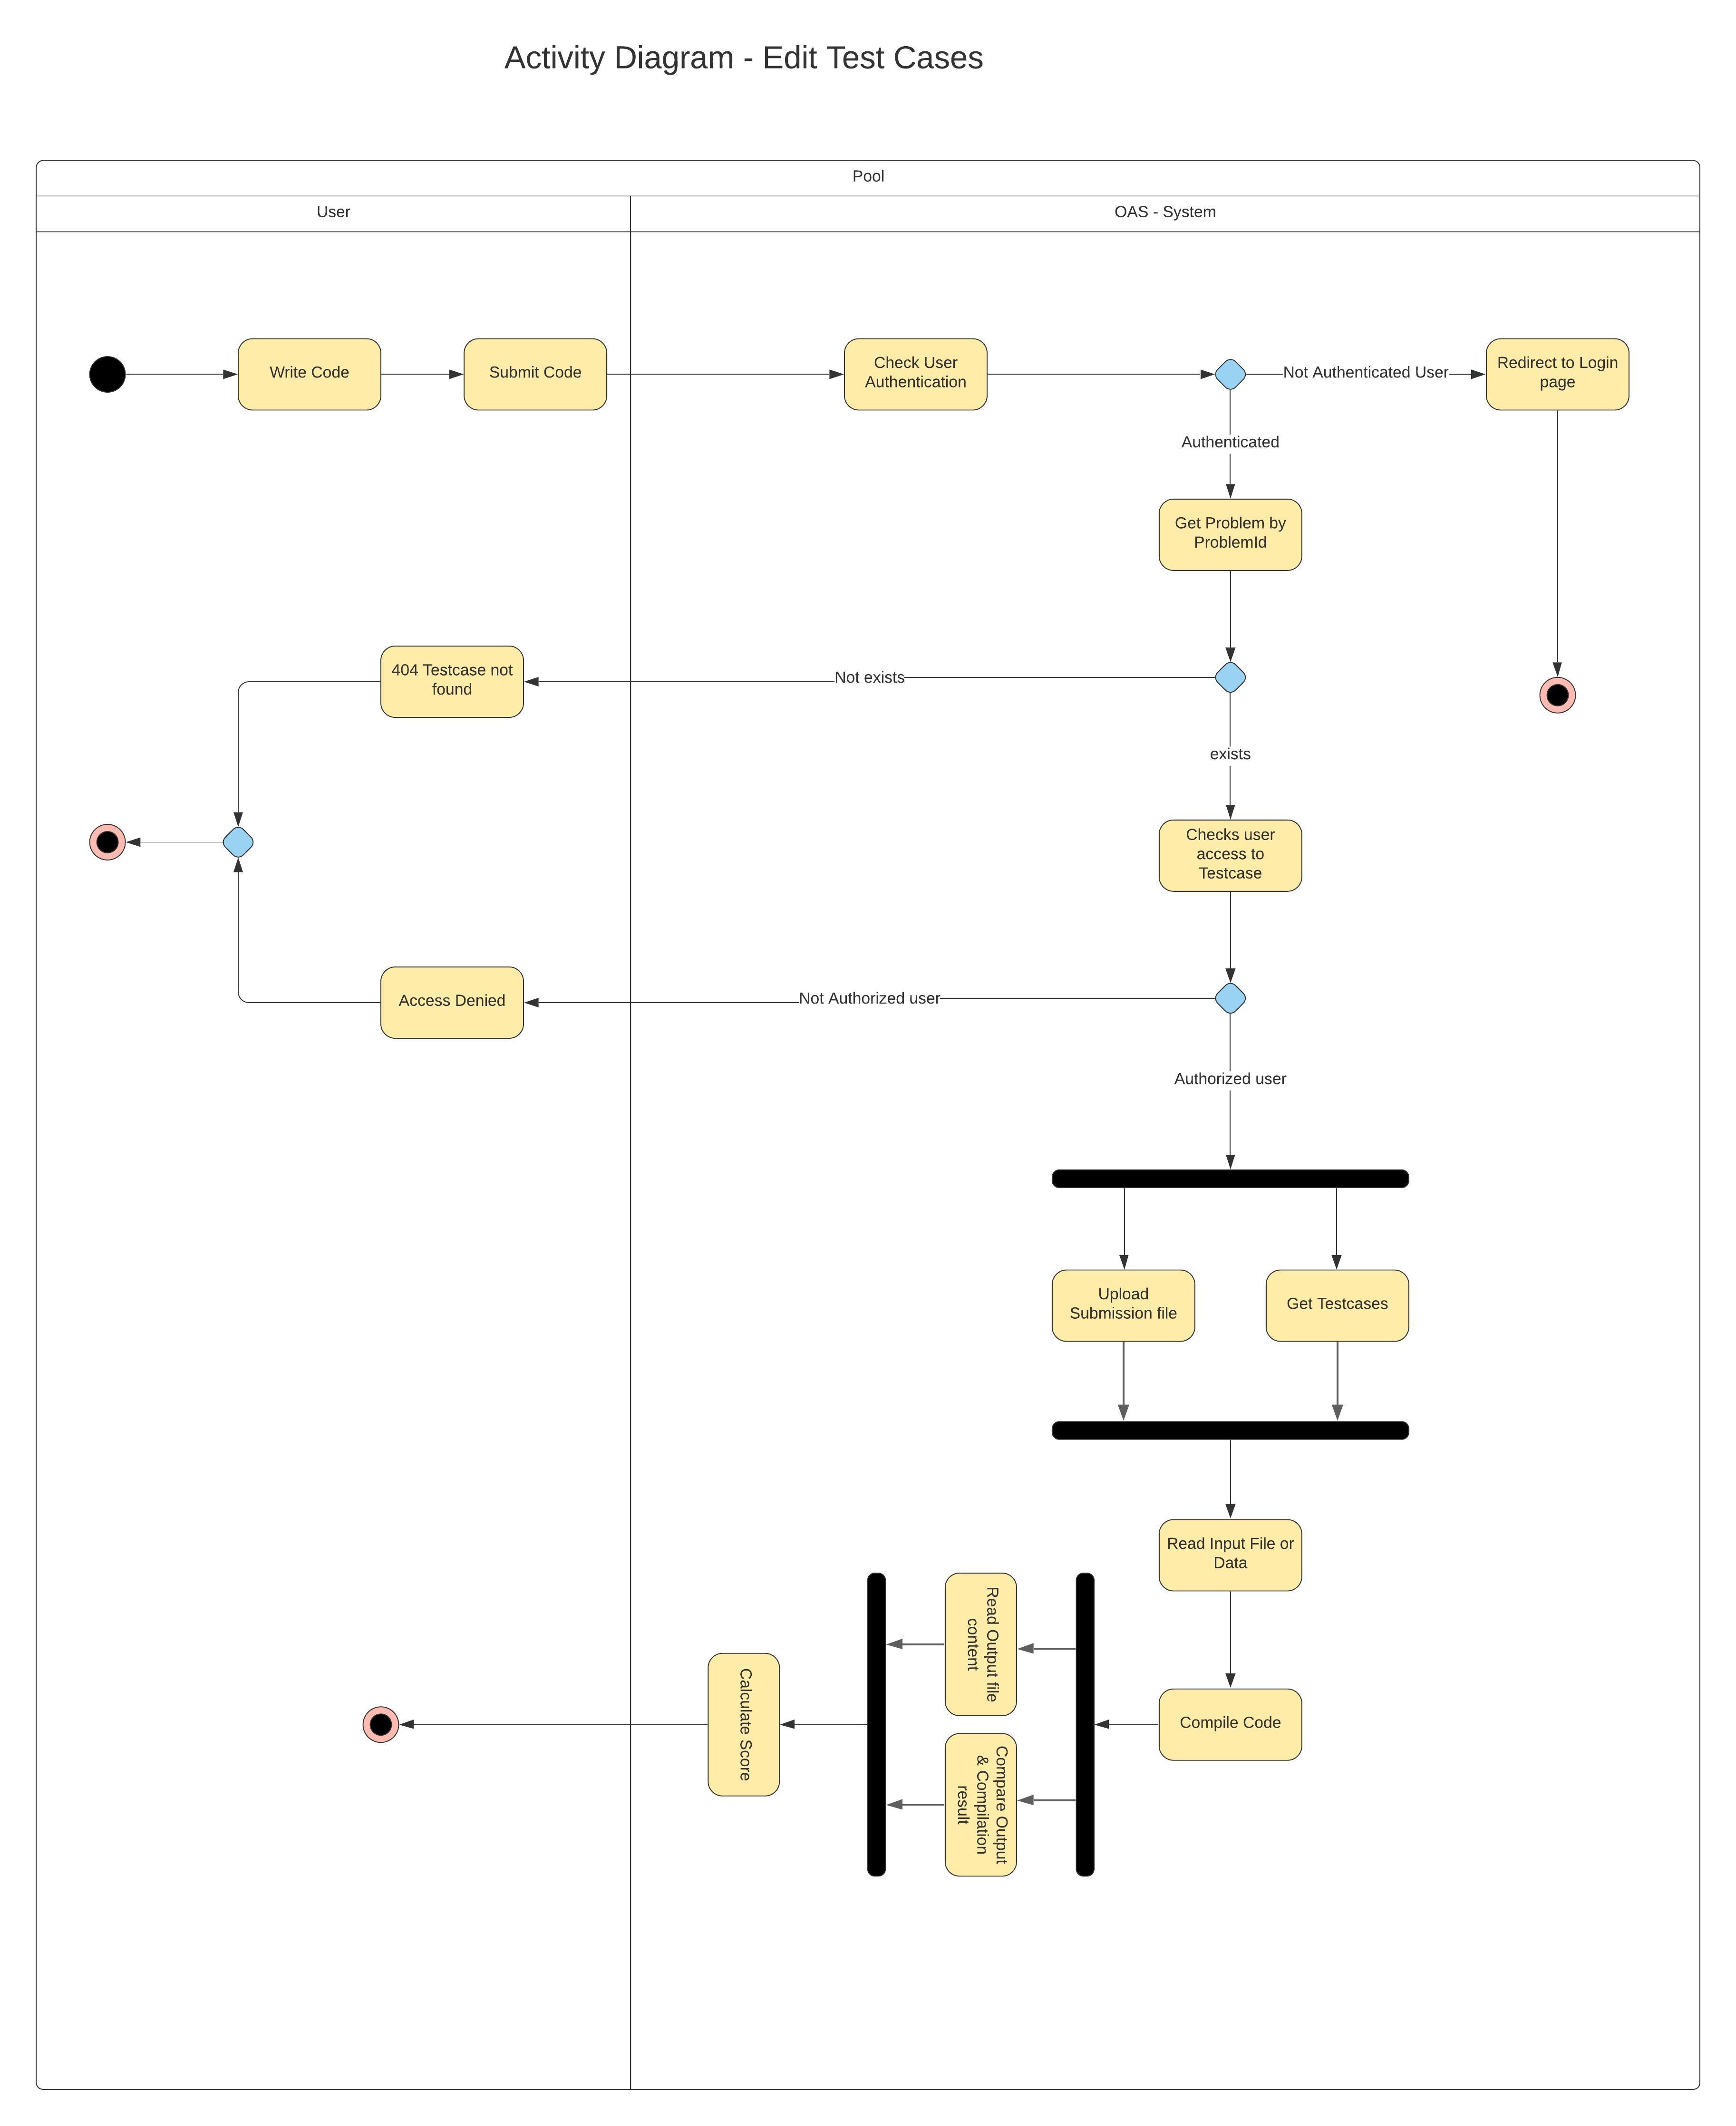 Activity Diagram - Edit Test Cases
Pool
User
OAS - System
Write Code
Submit Code
Check User
Authentication
Not Authenticated User
Redirect to Login
page
Authenticated
Get Problem by
ProblemId
404 Testcase not
found
Not exists
exists
Checks user
access to
Testcase
Access Denied
Not Authorized user
Authorized user
Upload
Submission file
Get Testcases
Read Input File or
Data
Compile Code
Read Output file
content
Compare Output
& Compilation
result
Calculate Score